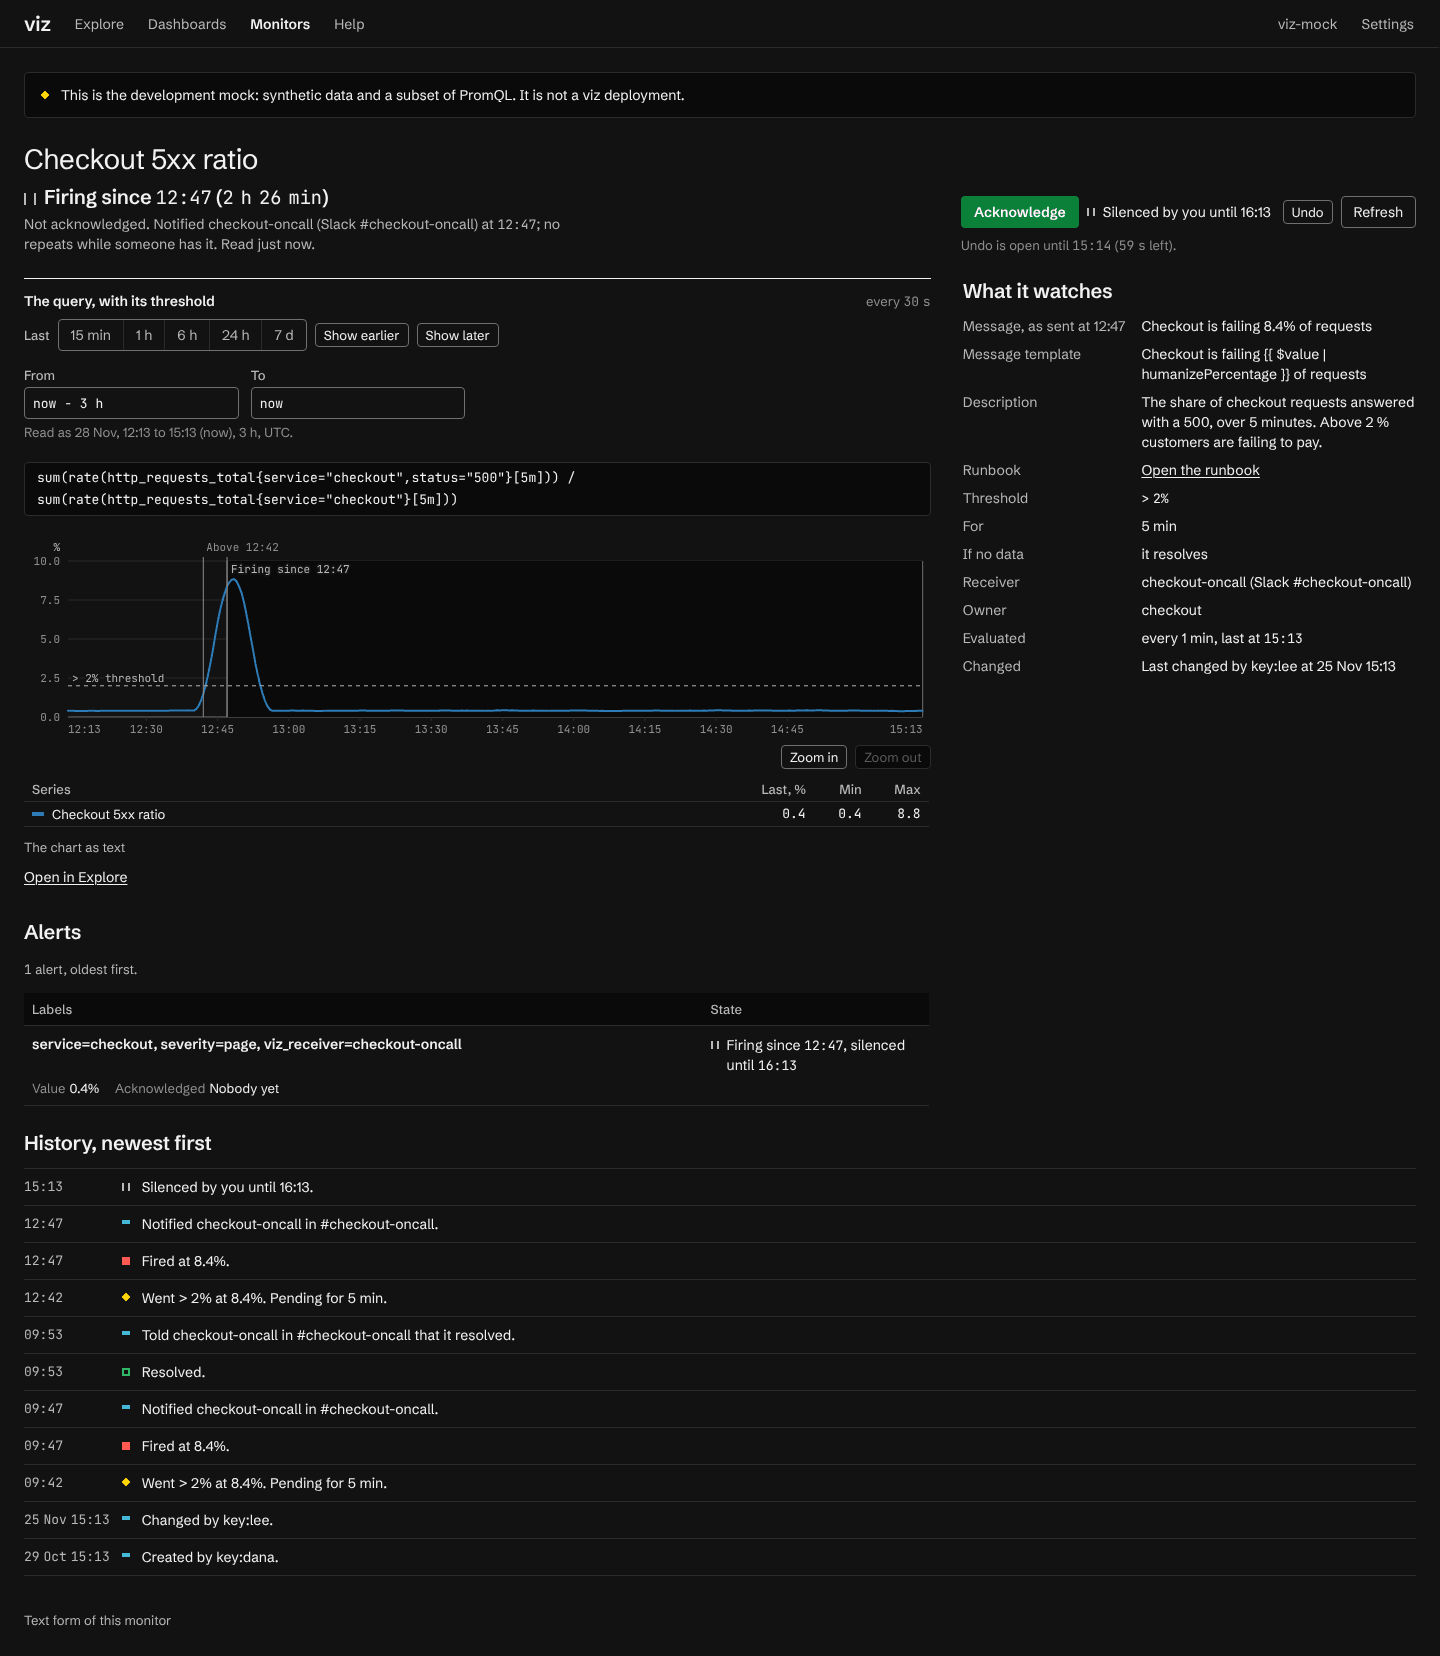 viz Explore Dashboards Monitors Help viz-mock Settings
This is the development mock: synthetic data and a subset of PromQL. It is not a viz deployment.
Checkout 5xx ratio
Firing since 12:47 (2 h 26 min)
Not acknowledged. Notified checkout-oncall (Slack #checkout-oncall) at 12:47; no
repeats while someone has it. Read just now.
Acknowledge Silenced by you until 16:13 Undo Refresh
Undo is open until 15:14 (59 s left).
The query, with its threshold every 30 s
Last 15 min 1 h 6 h 24 h 7 d Show earlier Show later
From To
now - 3 h now
Read as 28 Nov, 12:13 to 15:13 (now), 3 h, UTC.
sum(rate(http_requests_total{service="checkout",status="500"}[5m])) /
sum(rate(http_requests_total{service="checkout"}[5m]))
% Above 12:42
10.0 Firing since 12:47
7.5
5.0
2.5 > 2% threshold
0.0
12:13 12:30 12:45 13:00 13:15 13:30 13:45 14:00 14:15 14:30 14:45 15:13
Zoom in Zoom out
Series Last, % Min Max
Checkout 5xx ratio 0.4 0.4 8.8
The chart as text
Open in Explore
What it watches
Message, as sent at 12:47 Checkout is failing 8.4% of requests
Message template Checkout is failing {{ $value |
humanizePercentage }} of requests
Description The share of checkout requests answered
with a 500, over 5 minutes. Above 2 %
customers are failing to pay.
Runbook Open the runbook
Threshold > 2%
For 5 min
If no data it resolves
Receiver checkout-oncall (Slack #checkout-oncall)
Owner checkout
Evaluated every 1 min, last at 15:13
Changed Last changed by key:lee at 25 Nov 15:13
Alerts
1 alert, oldest first.
Labels State
service=checkout, severity=page, viz_receiver=checkout-oncall Firing since 12:47, silenced
until 16:13
Value 0.4% Acknowledged Nobody yet
History, newest first
15:13 Silenced by you until 16:13.
12:47 Notified checkout-oncall in #checkout-oncall.
12:47 Fired at 8.4%.
12:42 Went > 2% at 8.4%. Pending for 5 min.
09:53 Told checkout-oncall in #checkout-oncall that it resolved.
09:53 Resolved.
09:47 Notified checkout-oncall in #checkout-oncall.
09:47 Fired at 8.4%.
09:42 Went > 2% at 8.4%. Pending for 5 min.
25 Nov 15:13 Changed by key:lee.
29 Oct 15:13 Created by key:dana.
Text form of this monitor